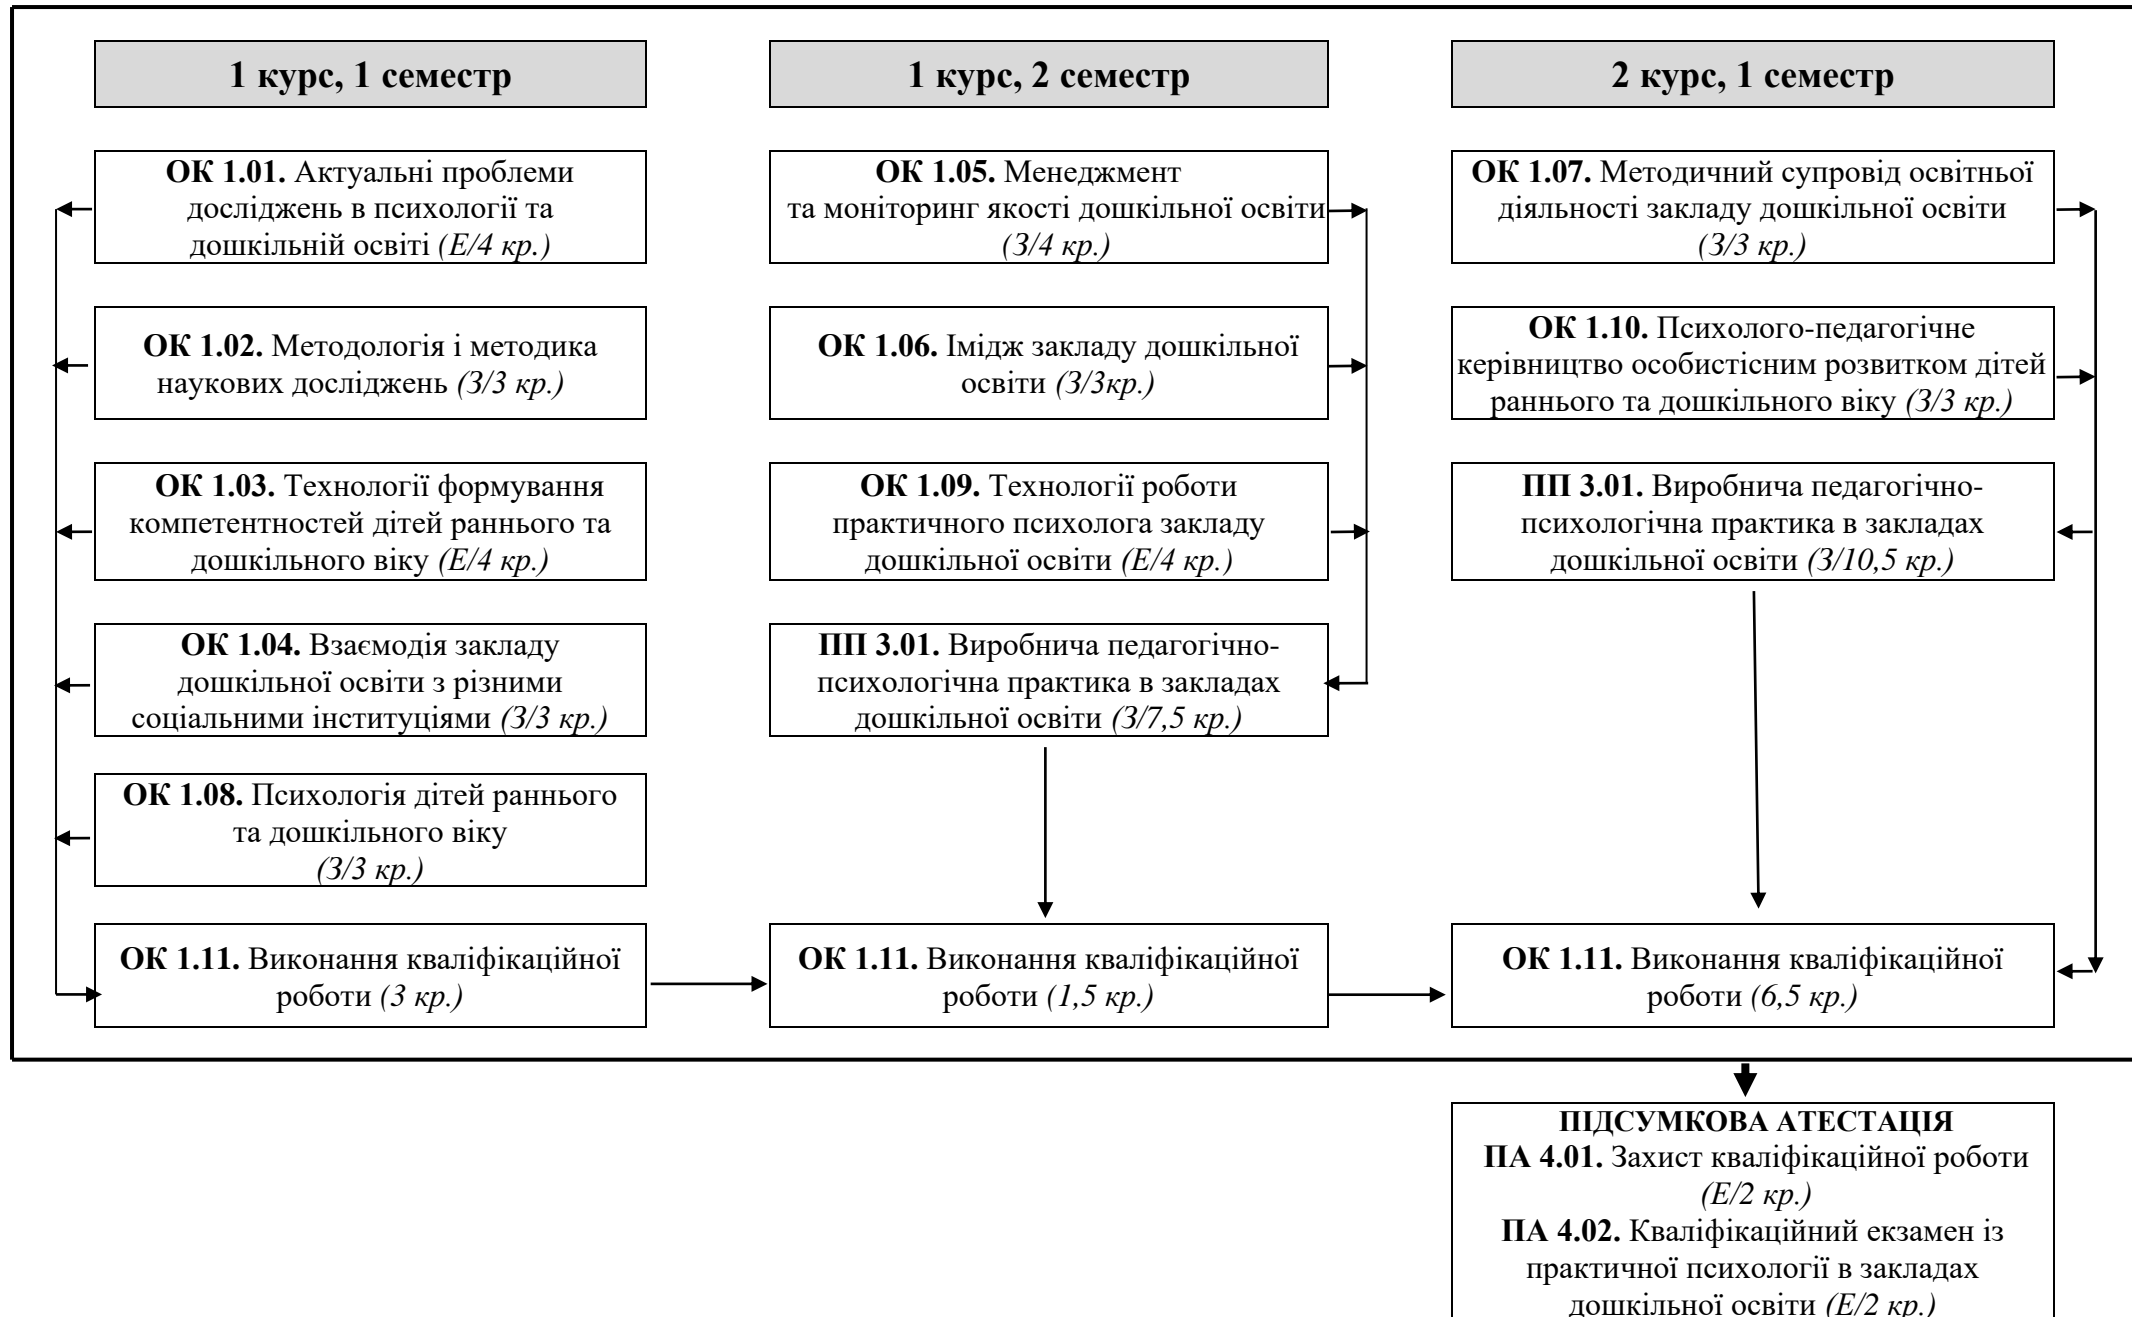 1 курс, 1 семестр
ОК 1.01. Актуальні проблеми
досліджень в психології та
дошкільній освіті (Е/4 кр.)
ОК 1.02. Методологія і методика
наукових досліджень (З/3 кр.)
ОК 1.03. Технології формування
компетентностей дітей раннього та
дошкільного віку (Е/4 кр.)
ОК 1.04. Взаємодія закладу
дошкільної освіти з різними
соціальними інституціями (З/3 кр.)
ОК 1.08. Психологія дітей раннього
та дошкільного віку
(З/3 кр.)
ОК 1.11. Виконання кваліфікаційної
роботи (3 кр.)
1 курс, 2 семестр
ОК 1.05. Менеджмент
та моніторинг якості дошкільної освіти
(З/4 кр.)
ОК 1.06. Імідж закладу дошкільної
освіти (З/3кр.)
ОК 1.09. Технології роботи
практичного психолога закладу
дошкільної освіти (Е/4 кр.)
ПП 3.01. Виробнича педагогічно-
психологічна практика в закладах
дошкільної освіти (З/7,5 кр.)
ОК 1.11. Виконання кваліфікаційної
роботи (1,5 кр.)
2 курс, 1 семестр
ОК 1.07. Методичний супровід освітньої
діяльності закладу дошкільної освіти
(З/3 кр.)
ОК 1.10. Психолого-педагогічне
керівництво особистісним розвитком дітей
раннього та дошкільного віку (З/3 кр.)
ПП 3.01. Виробнича педагогічно-
психологічна практика в закладах
дошкільної освіти (З/10,5 кр.)
ОК 1.11. Виконання кваліфікаційної
роботи (6,5 кр.)
ПІДСУМКОВА АТЕСТАЦІЯ
ПА 4.01. Захист кваліфікаційної роботи
(Е/2 кр.)
ПА 4.02. Кваліфікаційний екзамен із
практичної психології в закладах
дошкільної освіти (Е/2 кр.)